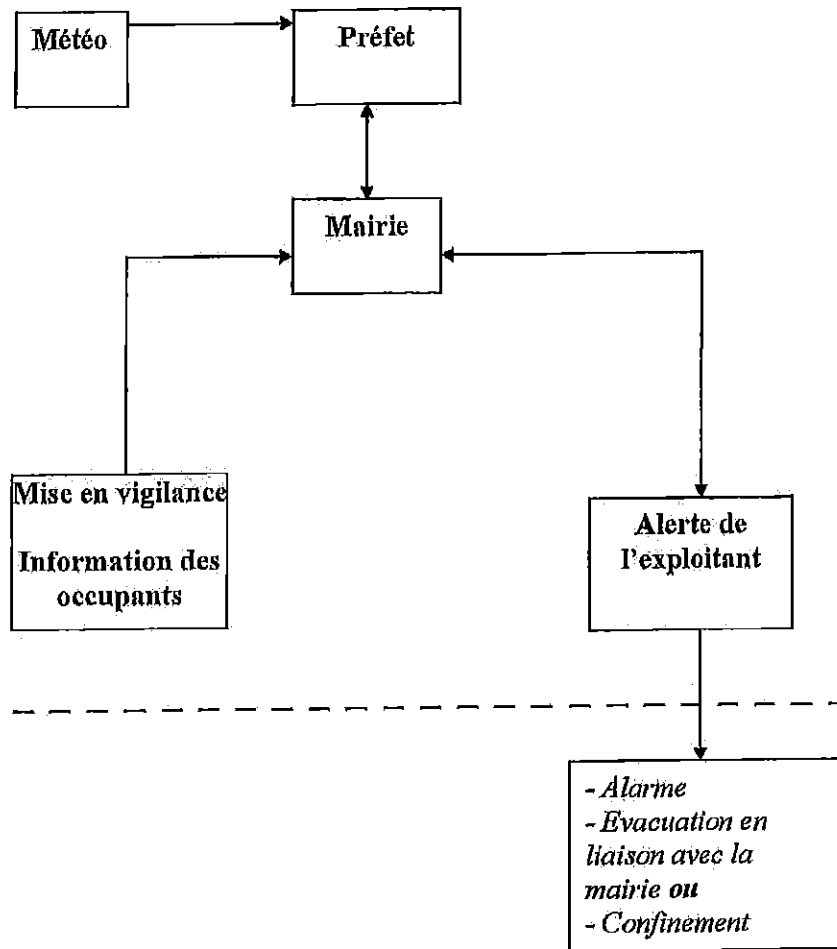 Météo
Préfet
Mairie
Mise en vigilance
Information des
occupants
Alerte de
l'exploitant
- Alarme
- Evacuation en
liaison avec la
mairie ou
- Confinement